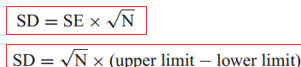 SD = SE × √N
SD = √N × (upper limit − lower limit)